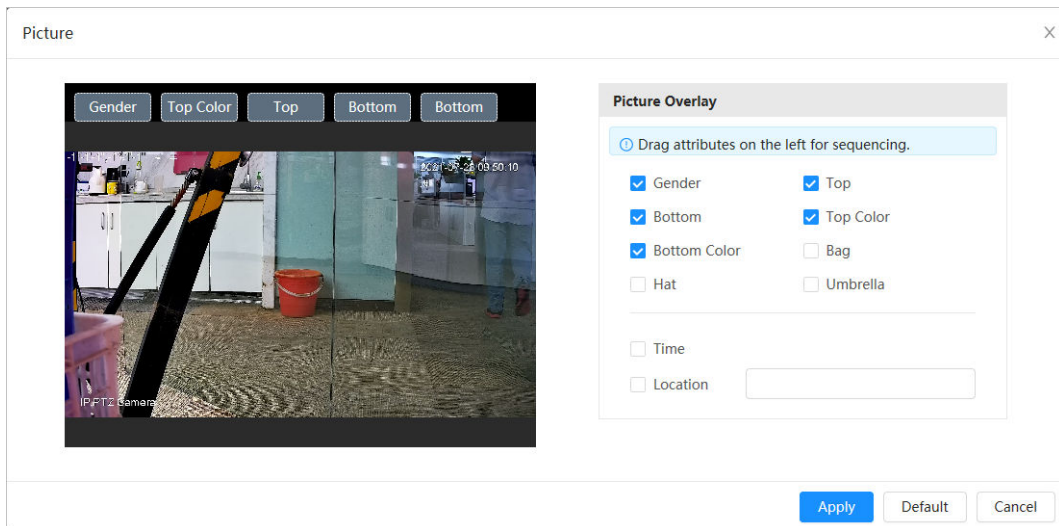 Picture
Gender Top Color Top Bottom Bottom
Picture Overlay
Drag attributes on the left for sequencing.
Gender Top
Bottom Top Color
Bottom Color Bag
Hat Umbrella
Time
Location
IP PTZ Camera
Apply Default Cancel